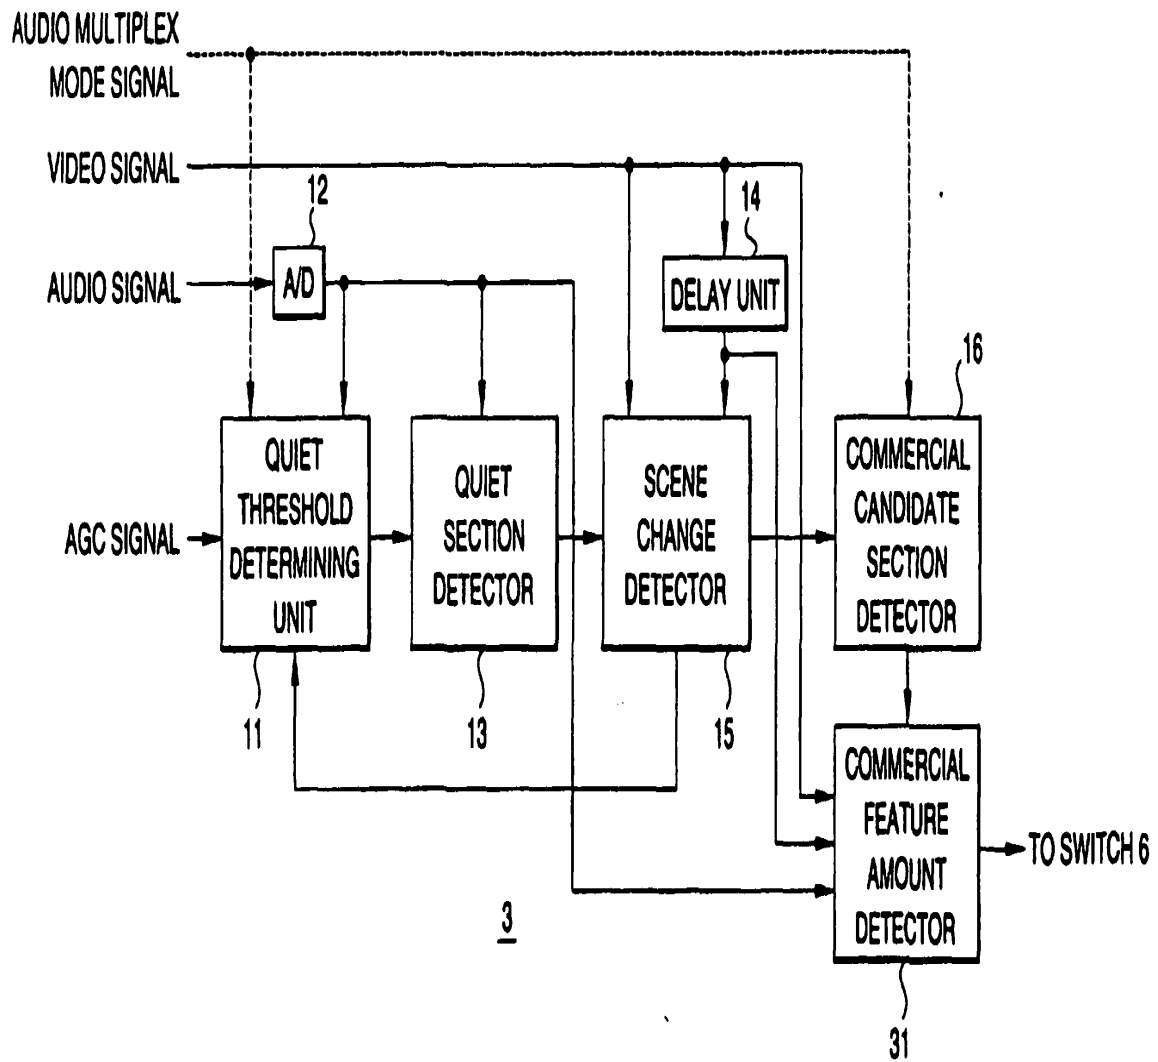 AUDIO MULTIPLEX
MODE SIGNAL
VIDEO SIGNAL
12
14
AUDIO SIGNAL
A/D
DELAY UNIT
16
QUIET
THRESHOLD
DETERMINING
UNIT
QUIET
SECTION
DETECTOR
SCENE
CHANGE
DETECTOR
COMMERCIAL
CANDIDATE
SECTION
DETECTOR
AGC SIGNAL
11
13
15
COMMERCIAL
FEATURE
AMOUNT
DETECTOR
TO SWITCH 6
3
31